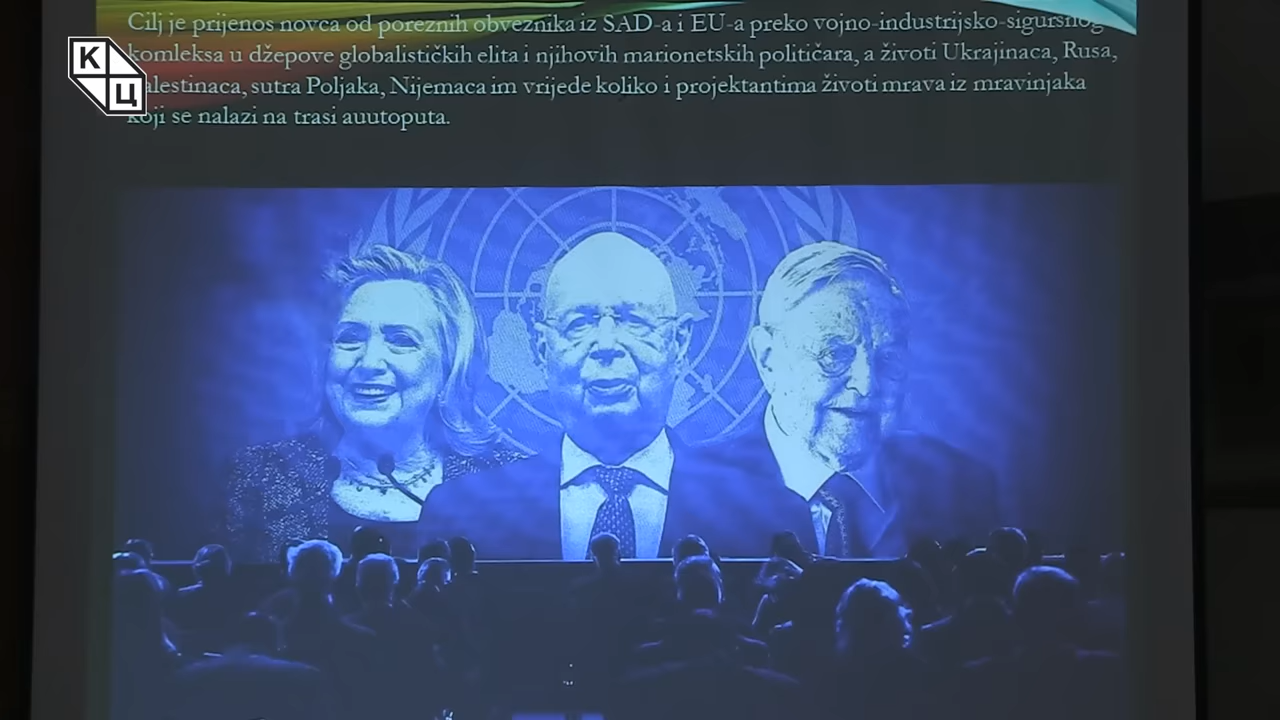 Cilj je prijenos novca od poreznih obveznika iz SAD-a i EU-a preko vojno-industrijsko-sigursnog
komleksa u džepove globalističkih elita i njihovih marionetskih političara, a životi Ukrajinaca, Rusa,
Palestinaca, sutra Poljaka, Nijemaca im vrijede koliko i projektantima životi mrava iz mravinjaka
koji se nalazi na trasi auutoputa.
К
Ц